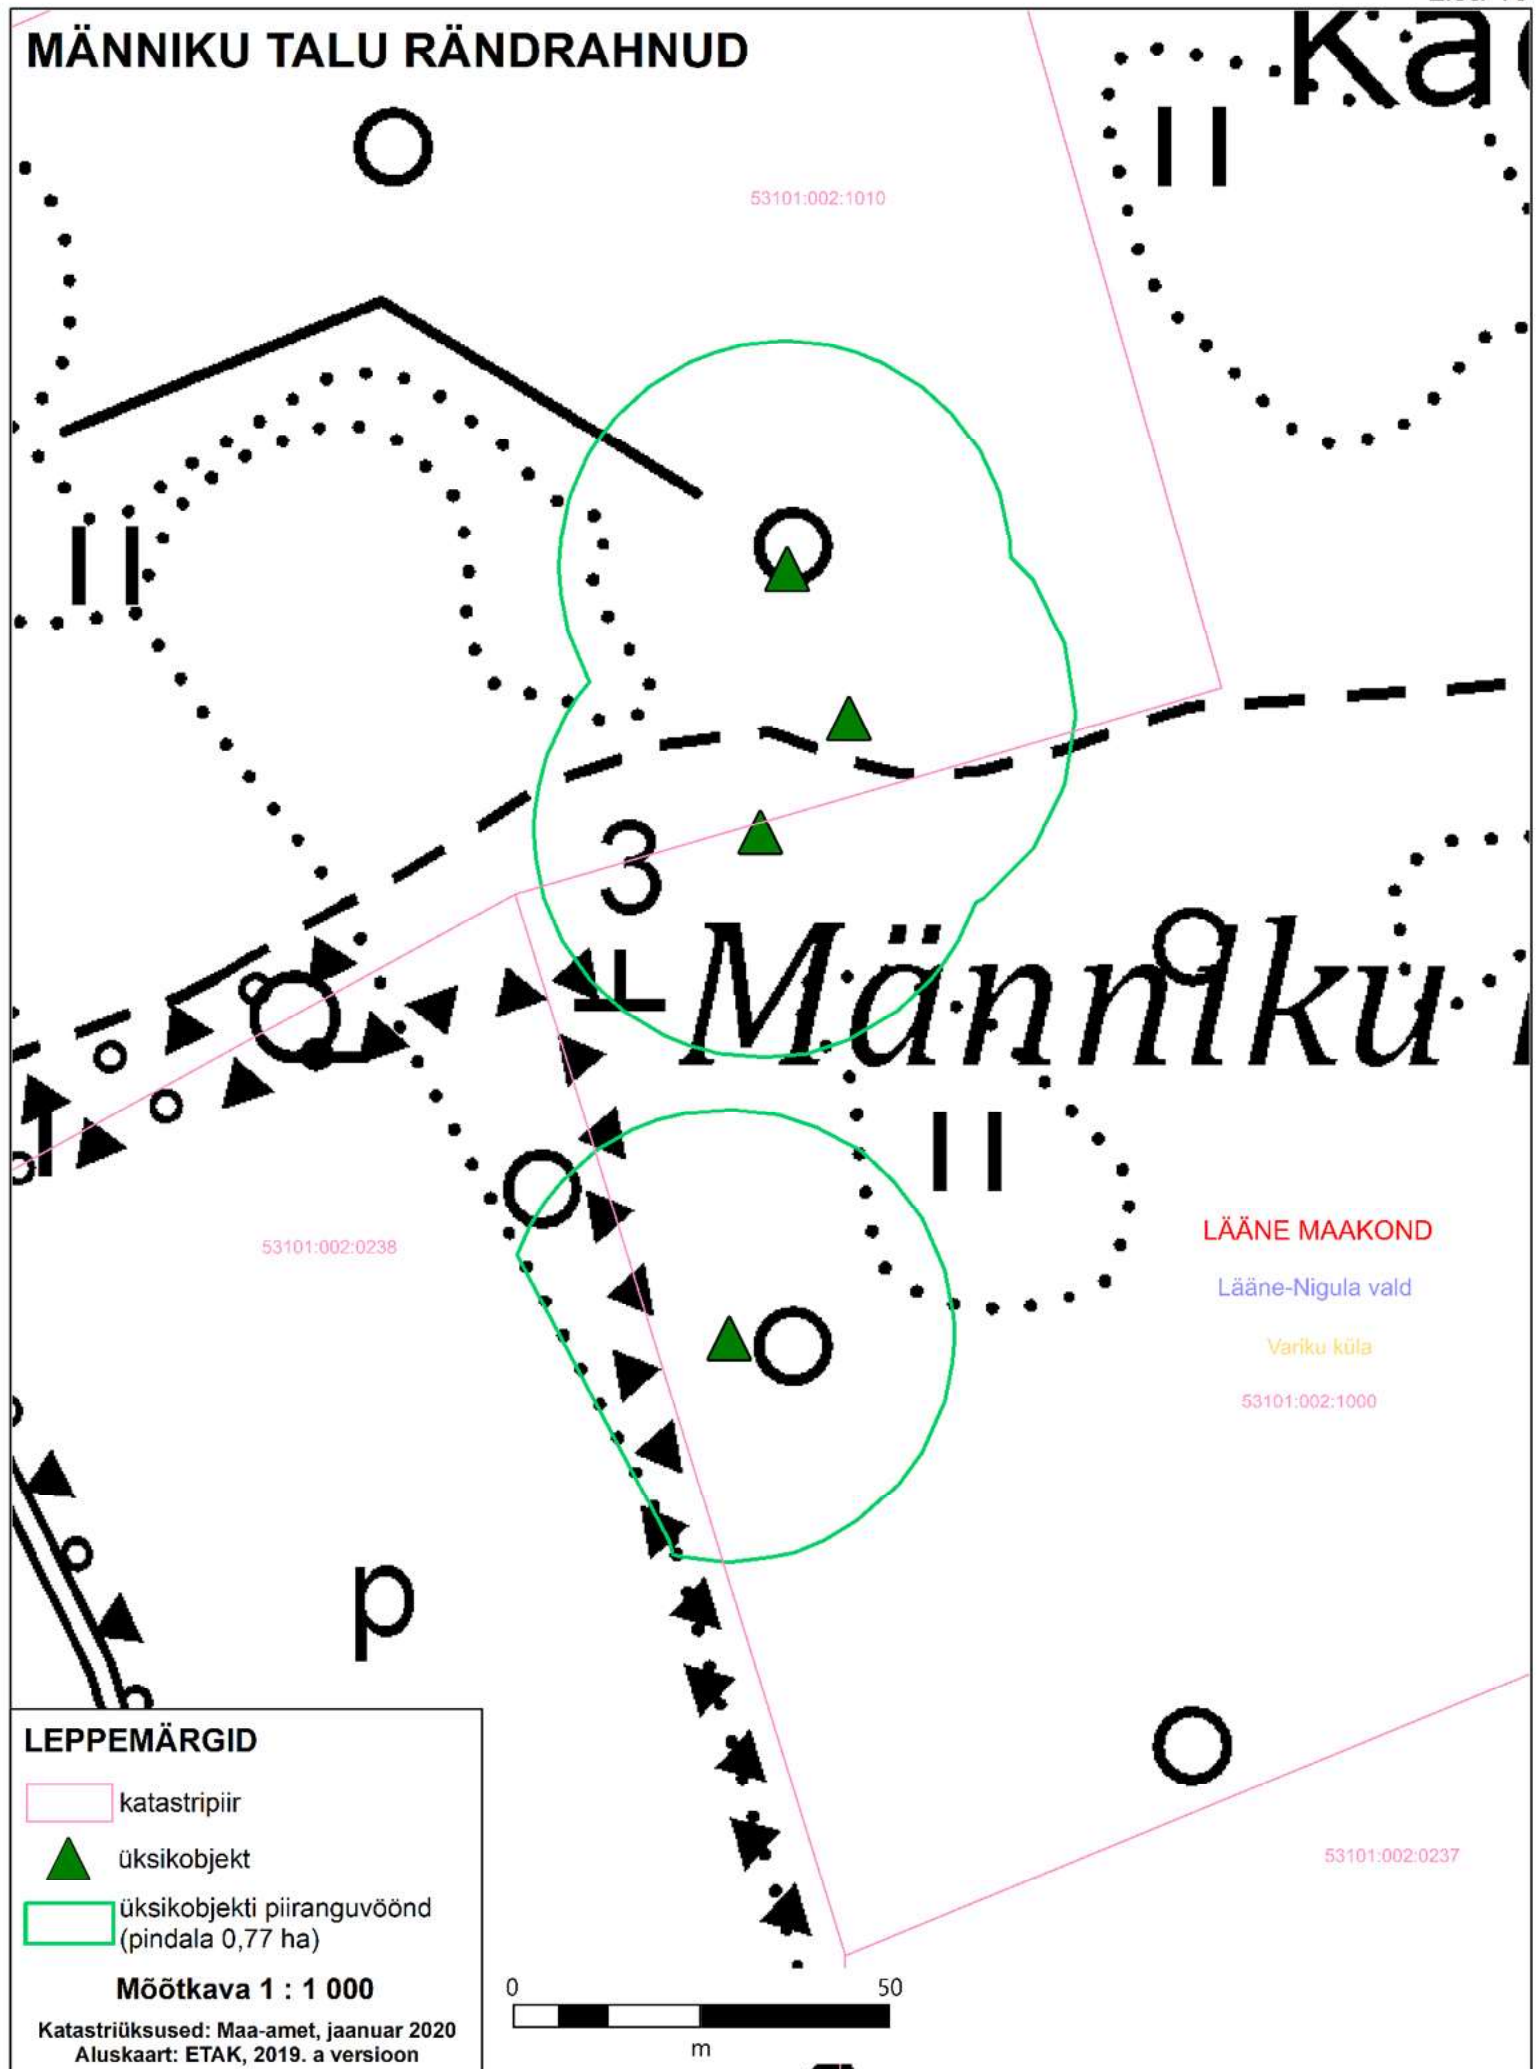 MÄNNIKU TALU RÄNDRAHNUD
53101:002:1010
3
Männiku
53101:002:0238
LÄÄNE MAAKOND
Lääne-Nigula vald
Variku küla
53101:002:1000
p
53101:002:0237
LEPPEMÄRGID
katastripiir
üksikobjekt
üksikobjekti piiranguvöönd
(pindala 0,77 ha)
Mõõtkava 1 : 1 000
Katastriüksused: Maa-amet, jaanuar 2020
Aluskaart: ETAK, 2019. a versioon
0 50
m